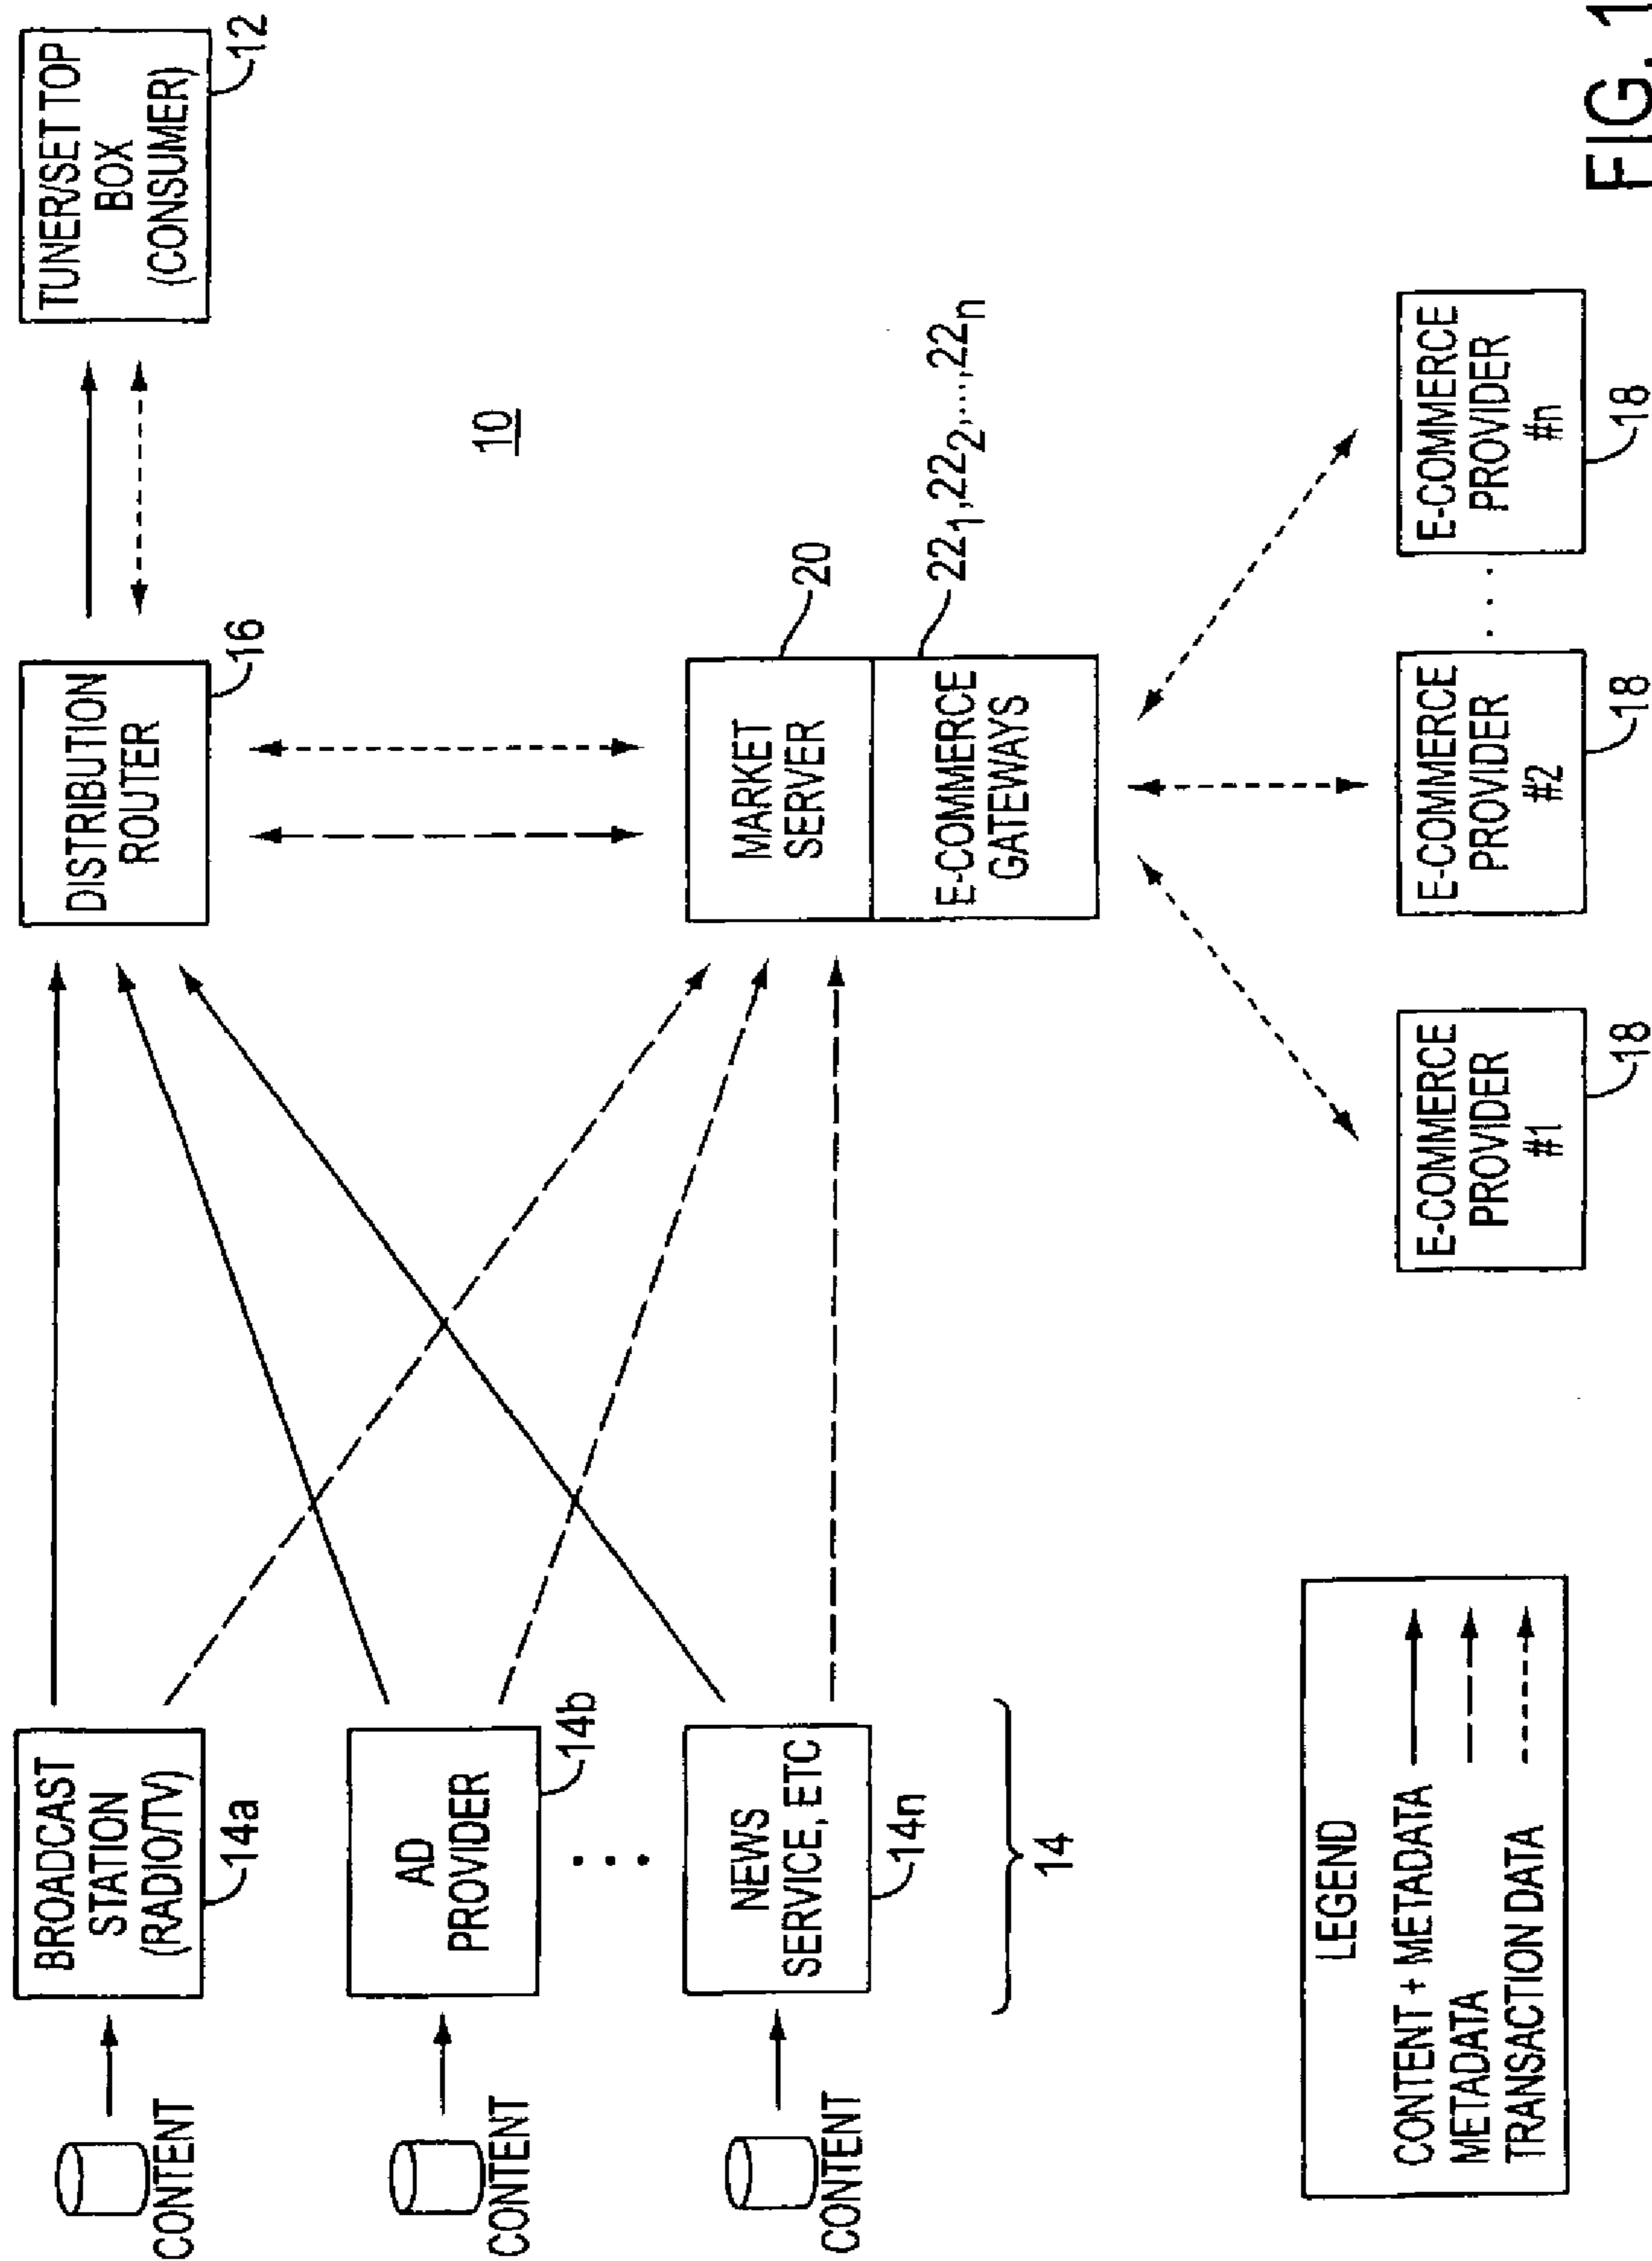 BROADCAST
STATION
(RADIO/TV)
14a
CONTENT
AD
PROVIDER
14b
CONTENT
NEWS
SERVICE, ETC
14n
CONTENT
14
DISTRIBUTION
ROUTER
16
TUNER/SET TOP
BOX
(CONSUMER)
12
10
MARKET
SERVER
20
E-COMMERCE
GATEWAYS
22₁,22₂,...,22ₙ
E-COMMERCE
PROVIDER
#1
18
E-COMMERCE
PROVIDER
#2
18
. . .
E-COMMERCE
PROVIDER
#n
18
LEGEND
CONTENT + METADATA
METADATA
TRANSACTION DATA
FIG. 1